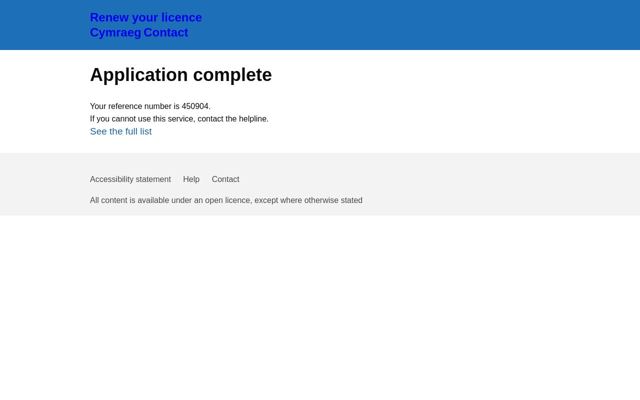 Renew your licence
Cymraeg Contact
Application complete
Your reference number is 450904.
If you cannot use this service, contact the helpline.
See the full list
Accessibility statement Help Contact
All content is available under an open licence, except where otherwise stated